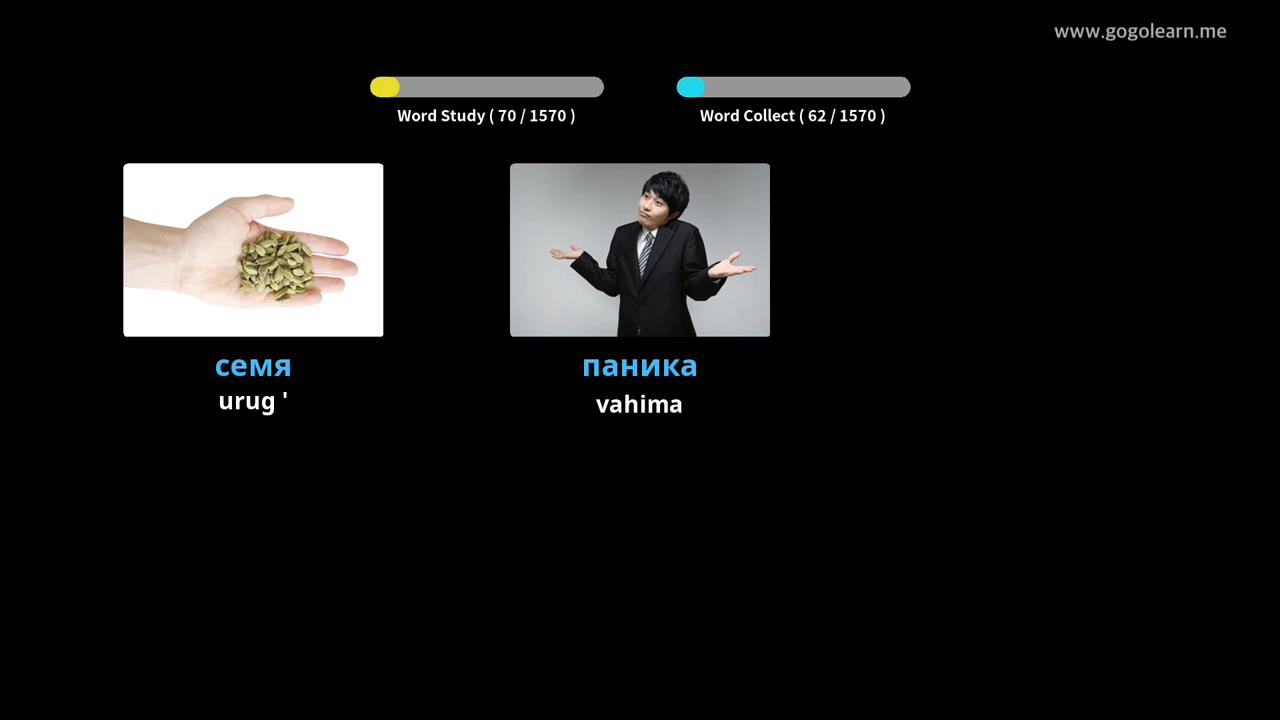 www.gogolearn.me
Word Study ( 70 / 1570 )
Word Collect ( 62 / 1570 )
семя
urug '
паника
vahima